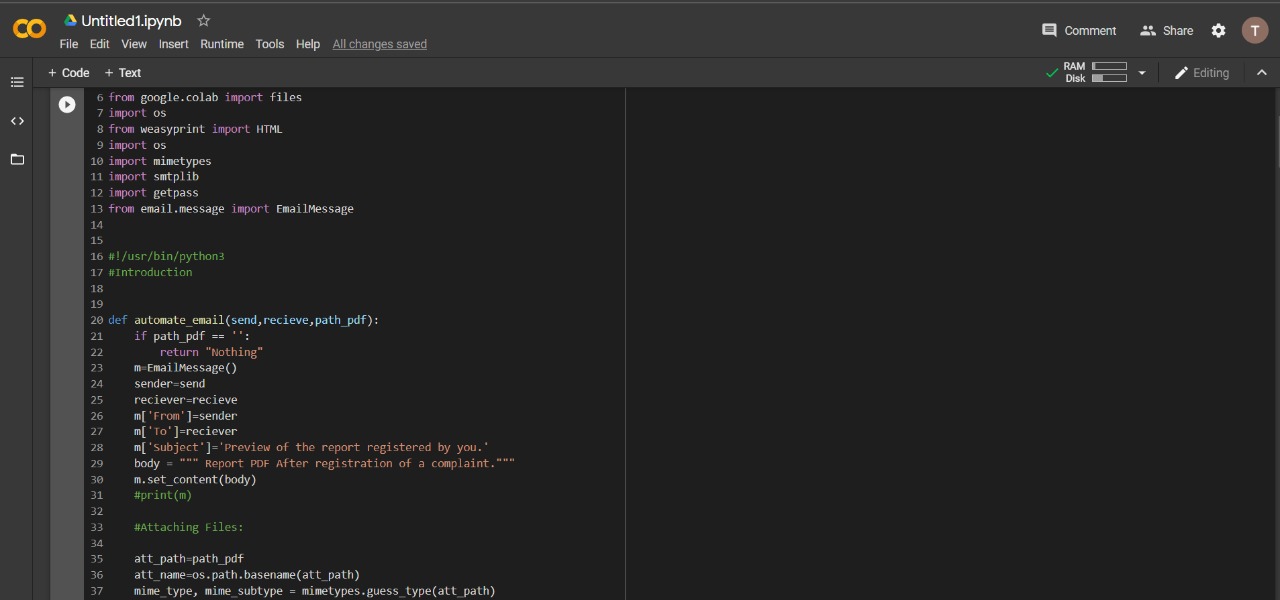 CO Untitled1.ipynb
File Edit View Insert Runtime Tools Help All changes saved
Comment Share T
+ Code + Text
RAM
Disk
Editing
6 from google.colab import files
7 import os
8 from weasyprint import HTML
9 import os
10 import mimetypes
11 import smtplib
12 import getpass
13 from email.message import EmailMessage
14
15
16 #!/usr/bin/python3
17 #Introduction
18
19
20 def automate_email(send,recieve,path_pdf):
21     if path_pdf == '':
22         return "Nothing"
23     m=EmailMessage()
24     sender=send
25     reciever=recieve
26     m['From']=sender
27     m['To']=reciever
28     m['Subject']='Preview of the report registered by you.'
29     body = """ Report PDF After registration of a complaint."""
30     m.set_content(body)
31     #print(m)
32
33     #Attaching Files:
34
35     att_path=path_pdf
36     att_name=os.path.basename(att_path)
37     mime_type, mime_subtype = mimetypes.guess_type(att_path)